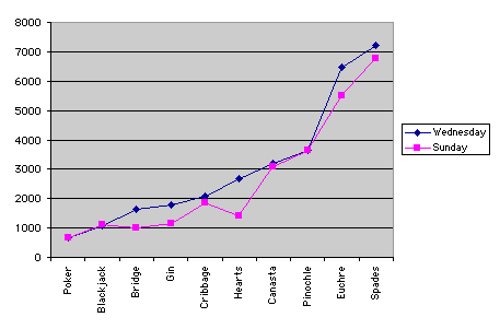 8000
7000
6000
5000
4000
3000
2000
1000
0
Poker
Blackjack
Bridge
Gin
Cribbage
Hearts
Canasta
Pinochle
Euchre
Spades
Wednesday
Sunday